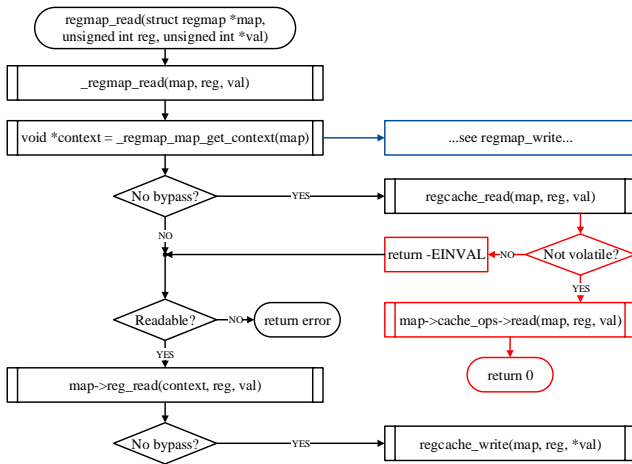 regmap_read(struct regmap *map,
unsigned int reg, unsigned int *val)
_regmap_read(map, reg, val)
void *context = _regmap_map_get_context(map)
...see regmap_write...
No bypass?
YES
regcache_read(map, reg, val)
NO
return -EINVAL
NO
Not volatile?
YES
Readable?
NO
return error
map->cache_ops->read(map, reg, val)
YES
return 0
map->reg_read(context, reg, val)
No bypass?
YES
regcache_write(map, reg, *val)